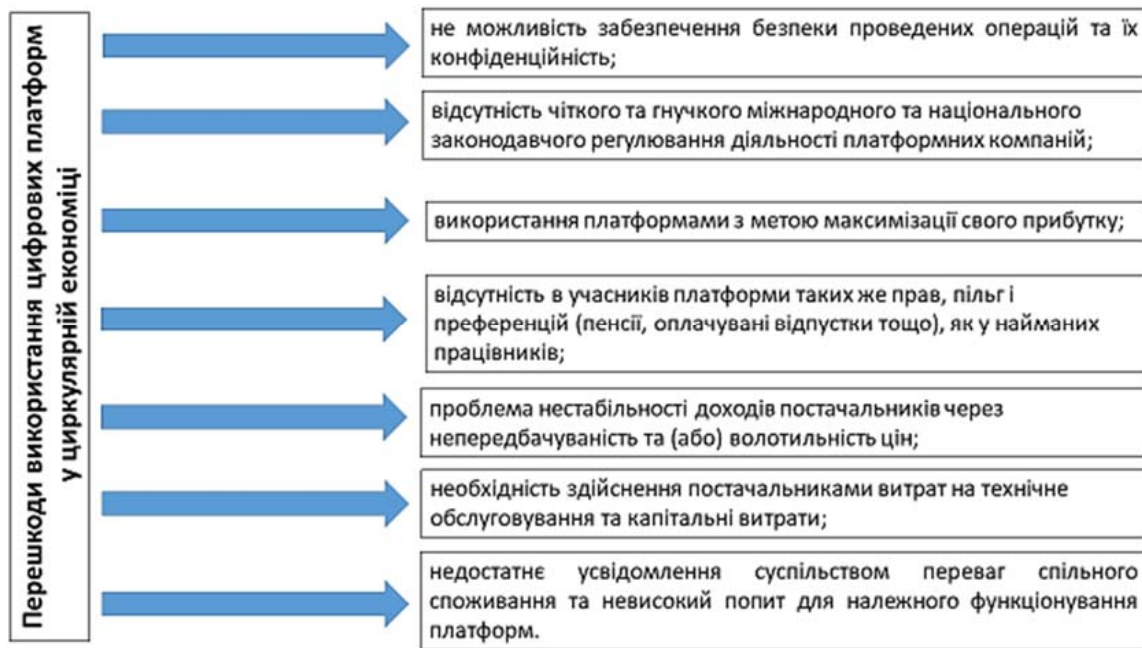 Перешкоди використання цифрових платформ
у циркулярній економіці
не можливість забезпечення безпеки проведених операцій та їх
конфіденційність;
відсутність чіткого та гнучкого міжнародного та національного
законодавчого регулювання діяльності платформних компаній;
використання платформами з метою максимізації свого прибутку;
відсутність в учасників платформи таких же прав, пільг і
преференцій (пенсії, оплачувані відпустки тощо), як у найманих
працівників;
проблема нестабільності доходів постачальників через
непередбачуваність та (або) волотильність цін;
необхідність здійснення постачальниками витрат на технічне
обслуговування та капітальні витрати;
недостатнє усвідомлення суспільством переваг спільного
споживання та невисокий попит для належного функціонування
платформ.